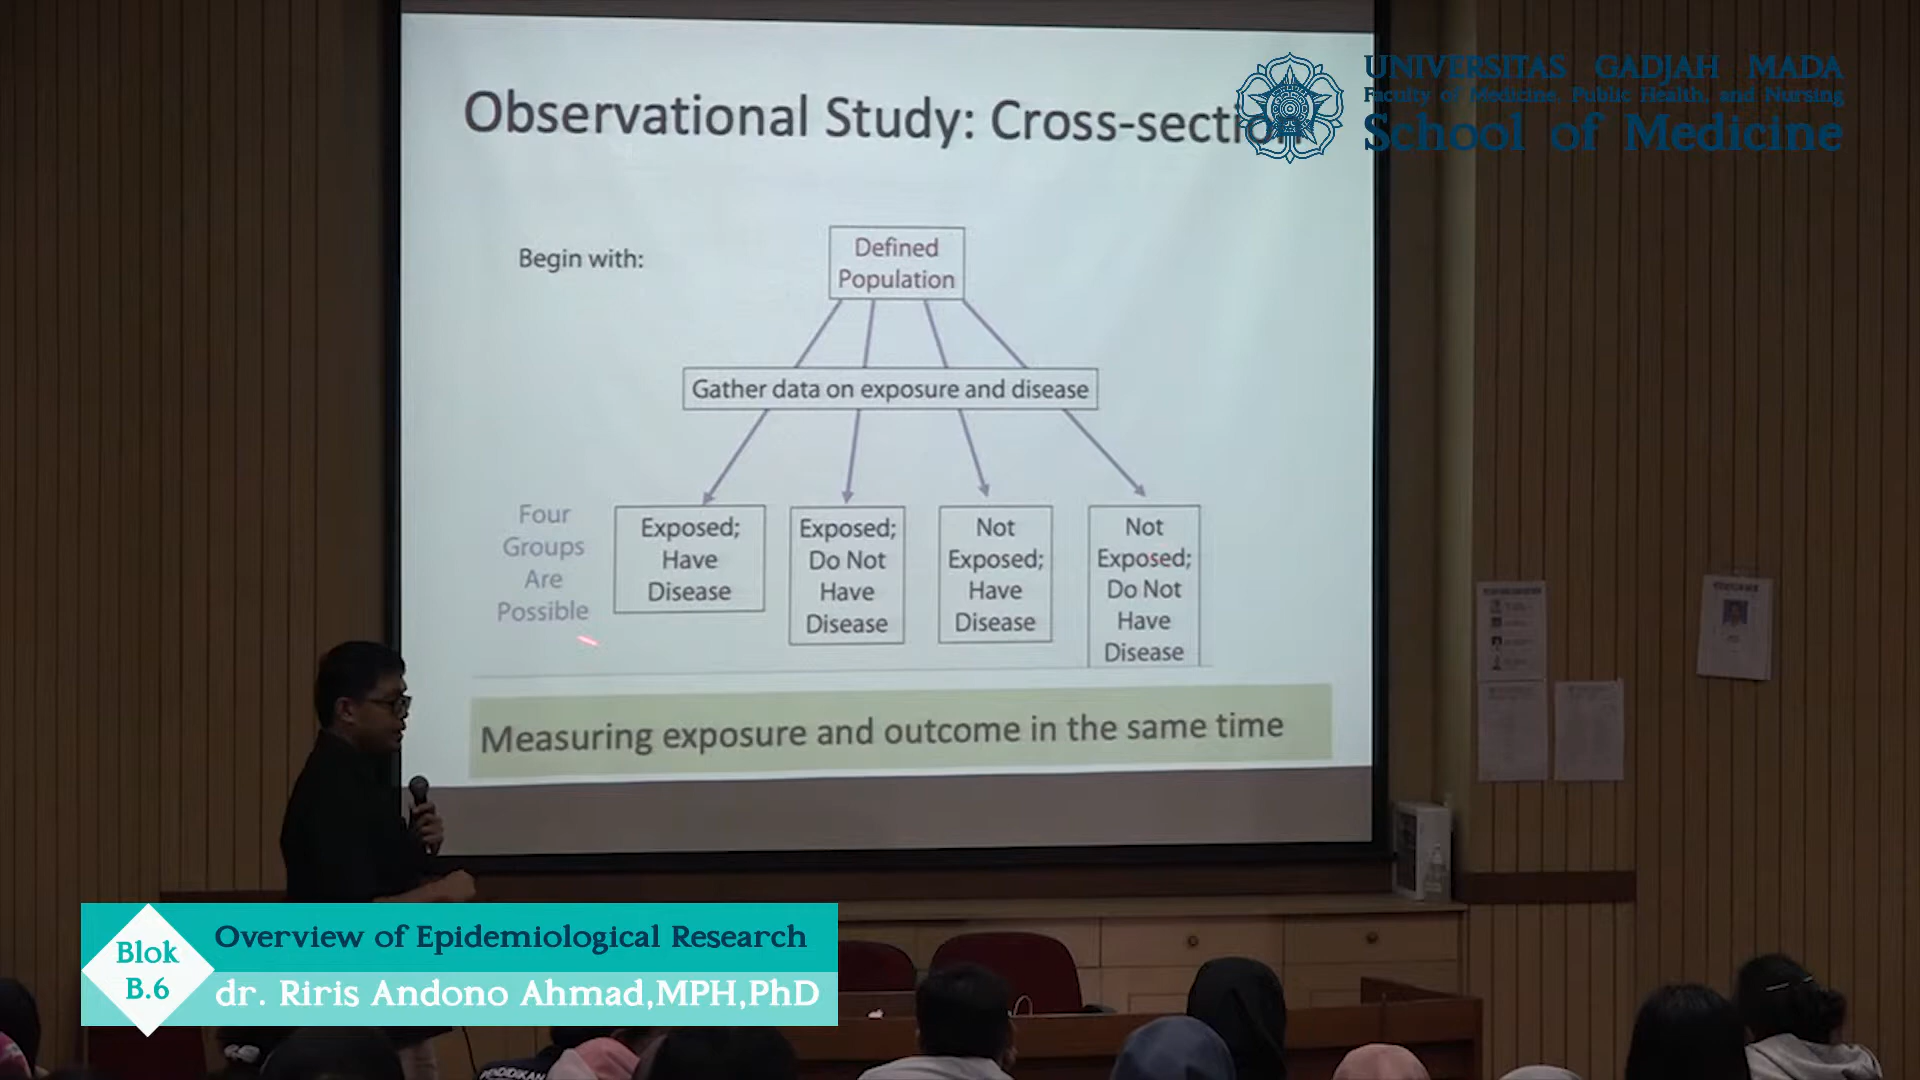 UNIVERSITAS GADJAH MADA
Faculty of Medicine, Public Health, and Nursing
School of Medicine
Observational Study: Cross-section
Begin with:
Defined
Population
Gather data on exposure and disease
Four
Groups
Are
Possible
Exposed;
Have
Disease
Exposed;
Do Not
Have
Disease
Not
Exposed;
Have
Disease
Not
Exposed;
Do Not
Have
Disease
Measuring exposure and outcome in the same time
Blok
B.6
Overview of Epidemiological Research
dr. Riris Andono Ahmad,MPH,PhD
PENDIDIKAN